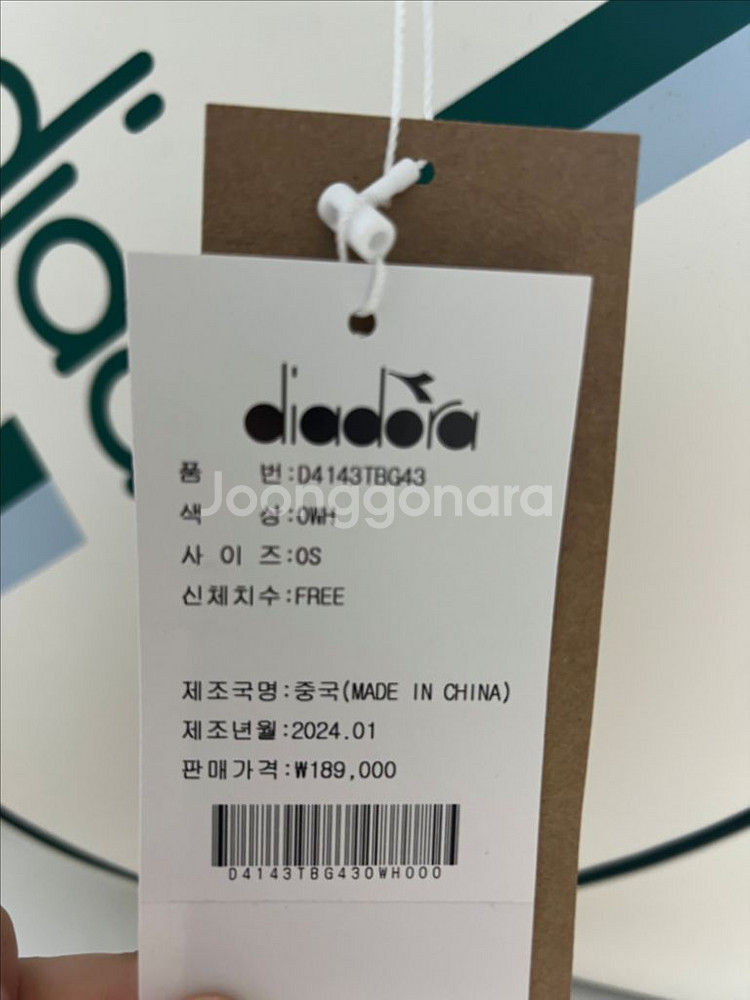 diadora
품 번:D4143TBG43
색 상:OWH
사 이 즈:OS
신체치수:FREE
제조국명:중국(MADE IN CHINA)
제조년월:2024.01
판매가격:₩189,000
D4143TBG43OWH000
Joonggonara